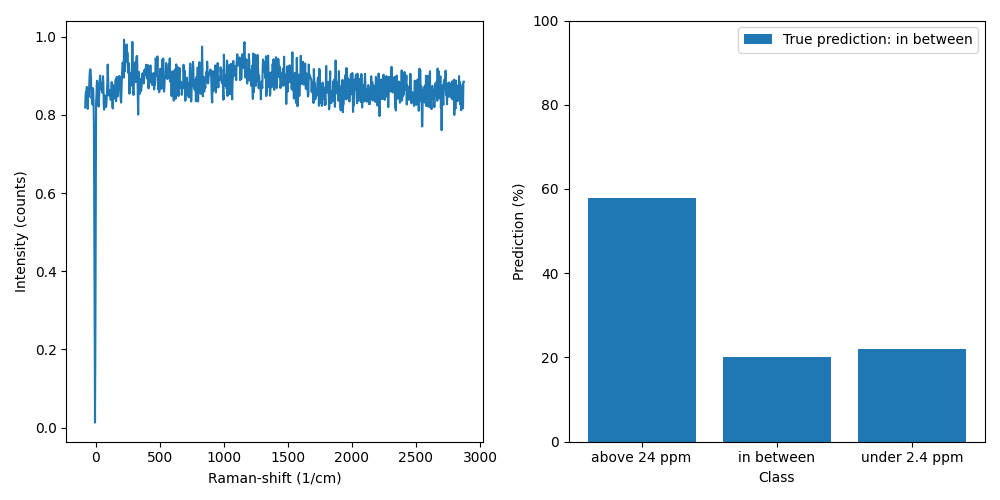 1.0
0.8
0.6
0.4
0.2
0.0
Intensity (counts)
0 500 1000 1500 2000 2500 3000
Raman-shift (1/cm)
100
80
60
40
20
0
Prediction (%)
True prediction: in between
above 24 ppm in between under 2.4 ppm
Class